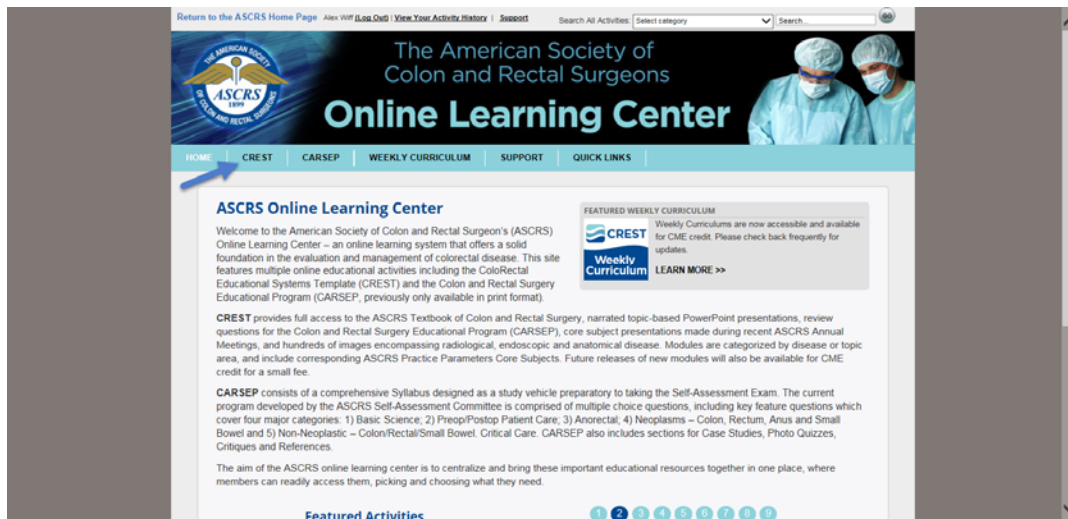 Return to the ASCRS Home Page Alex Wiff (Log Out) | View Your Activity History | Support Search All Activities: Select category Search... GO
THE AMERICAN SOCIETY OF COLON AND RECTAL SURGEONS
ASCRS
1899
The American Society of
Colon and Rectal Surgeons
Online Learning Center
HOME CREST CARSEP WEEKLY CURRICULUM SUPPORT QUICK LINKS
ASCRS Online Learning Center
Welcome to the American Society of Colon and Rectal Surgeon's (ASCRS)
Online Learning Center – an online learning system that offers a solid
foundation in the evaluation and management of colorectal disease. This site
features multiple online educational activities including the ColoRectal
Educational Systems Template (CREST) and the Colon and Rectal Surgery
Educational Program (CARSEP, previously only available in print format).
FEATURED WEEKLY CURRICULUM
CREST
Weekly
Curriculum
Weekly Curriculums are now accessible and available
for CME credit. Please check back frequently for
updates.
LEARN MORE >>
CREST provides full access to the ASCRS Textbook of Colon and Rectal Surgery, narrated topic-based PowerPoint presentations, review
questions for the Colon and Rectal Surgery Educational Program (CARSEP), core subject presentations made during recent ASCRS Annual
Meetings, and hundreds of images encompassing radiological, endoscopic and anatomical disease. Modules are categorized by disease or topic
area, and include corresponding ASCRS Practice Parameters Core Subjects. Future releases of new modules will also be available for CME
credit for a small fee.
CARSEP consists of a comprehensive Syllabus designed as a study vehicle preparatory to taking the Self-Assessment Exam. The current
program developed by the ASCRS Self-Assessment Committee is comprised of multiple choice questions, including key feature questions which
cover four major categories: 1) Basic Science; 2) Preop/Postop Patient Care; 3) Anorectal; 4) Neoplasms – Colon, Rectum, Anus and Small
Bowel and 5) Non-Neoplastic – Colon/Rectal/Small Bowel. Critical Care. CARSEP also includes sections for Case Studies, Photo Quizzes,
Critiques and References.
The aim of the ASCRS online learning center is to centralize and bring these important educational resources together in one place, where
members can readily access them, picking and choosing what they need.
Featured Activities 1 2 3 4 5 6 7 8 9